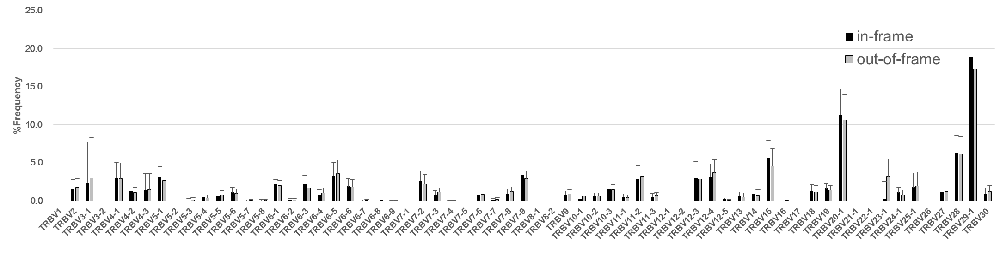 25.0
20.0
15.0
10.0
5.0
0.0
%Frequency
in-frame
out-of-frame
TRBV1
TRBV2
TRBV3-1
TRBV3-2
TRBV4-1
TRBV4-2
TRBV4-3
TRBV5-1
TRBV5-2
TRBV5-3
TRBV5-4
TRBV5-5
TRBV5-6
TRBV5-7
TRBV5-8
TRBV6-1
TRBV6-2
TRBV6-3
TRBV6-4
TRBV6-5
TRBV6-6
TRBV6-7
TRBV6-8
TRBV6-9
TRBV7-1
TRBV7-2
TRBV7-3
TRBV7-4
TRBV7-5
TRBV7-6
TRBV7-7
TRBV7-8
TRBV7-9
TRBV8-1
TRBV8-2
TRBV9
TRBV10-1
TRBV10-2
TRBV10-3
TRBV11-1
TRBV11-2
TRBV11-3
TRBV12-1
TRBV12-2
TRBV12-3
TRBV12-4
TRBV12-5
TRBV13
TRBV14
TRBV15
TRBV16
TRBV17
TRBV18
TRBV19
TRBV20-1
TRBV21-1
TRBV22-1
TRBV23-1
TRBV24-1
TRBV25-1
TRBV26
TRBV27
TRBV28
TRBV29-1
TRBV30